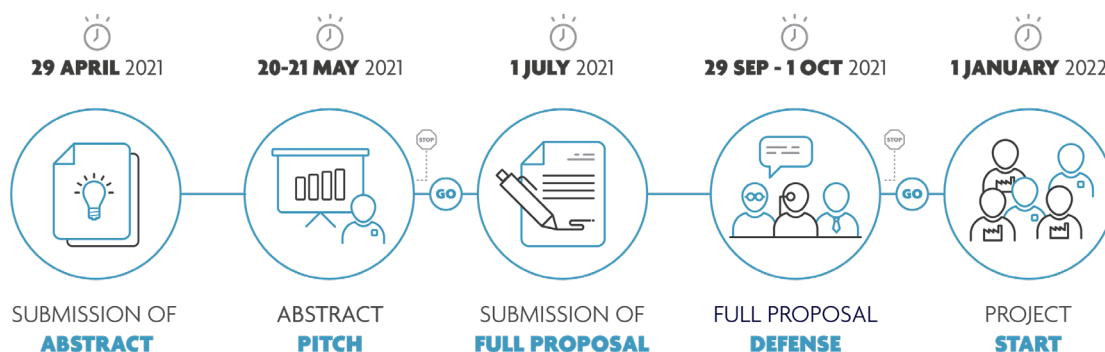 29 APRIL 2021
20-21 MAY 2021
1 JULY 2021
29 SEP - 1 OCT 2021
1 JANUARY 2022
STOP
STOP
GO
GO
SUBMISSION OF
ABSTRACT
ABSTRACT
PITCH
SUBMISSION OF
FULL PROPOSAL
FULL PROPOSAL
DEFENSE
PROJECT
START